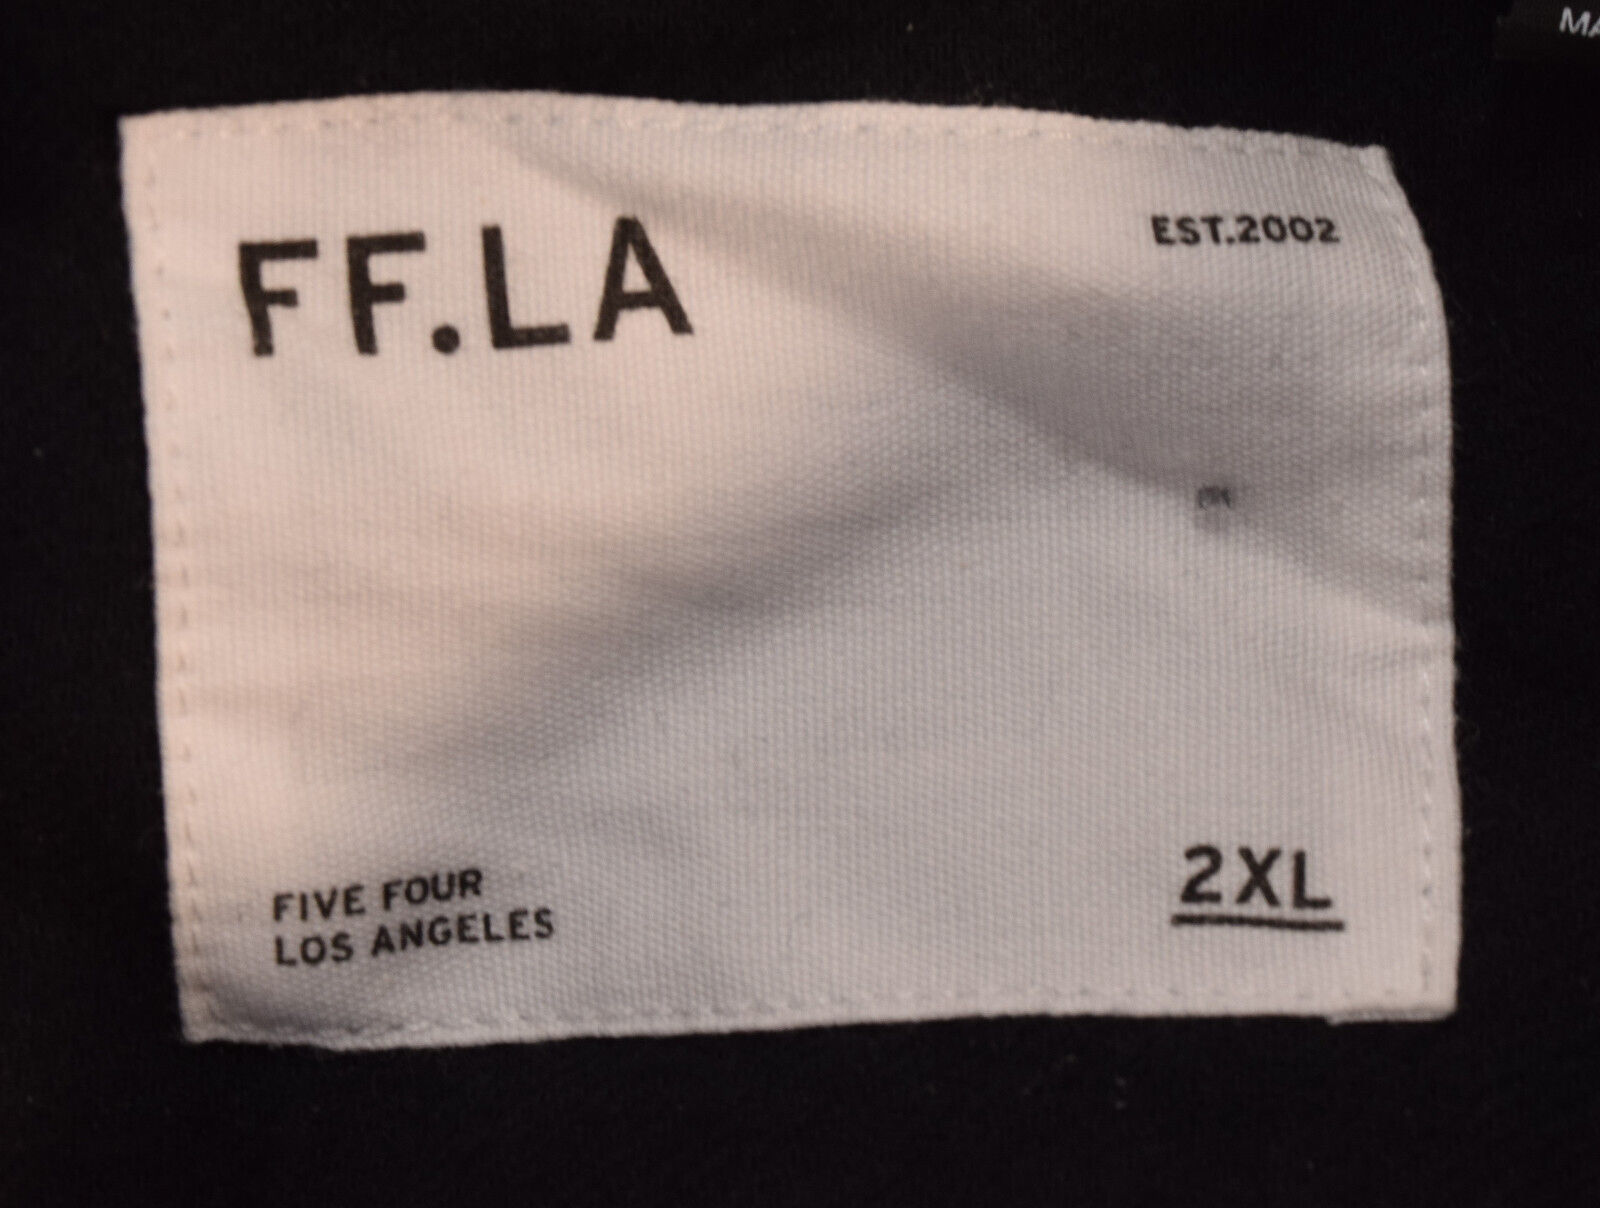 FF.LA
EST.2002
FIVE FOUR
LOS ANGELES
2XL